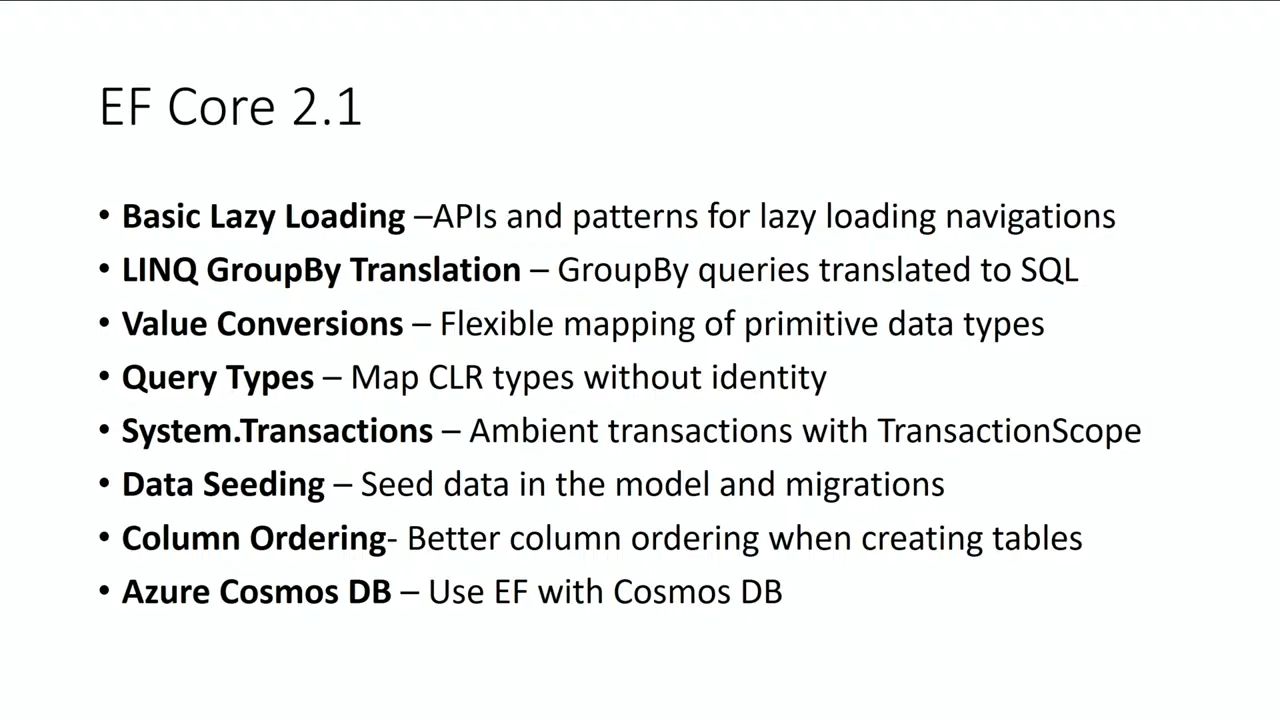 EF Core 2.1
• Basic Lazy Loading –APIs and patterns for lazy loading navigations
• LINQ GroupBy Translation – GroupBy queries translated to SQL
• Value Conversions – Flexible mapping of primitive data types
• Query Types – Map CLR types without identity
• System.Transactions – Ambient transactions with TransactionScope
• Data Seeding – Seed data in the model and migrations
• Column Ordering- Better column ordering when creating tables
• Azure Cosmos DB – Use EF with Cosmos DB